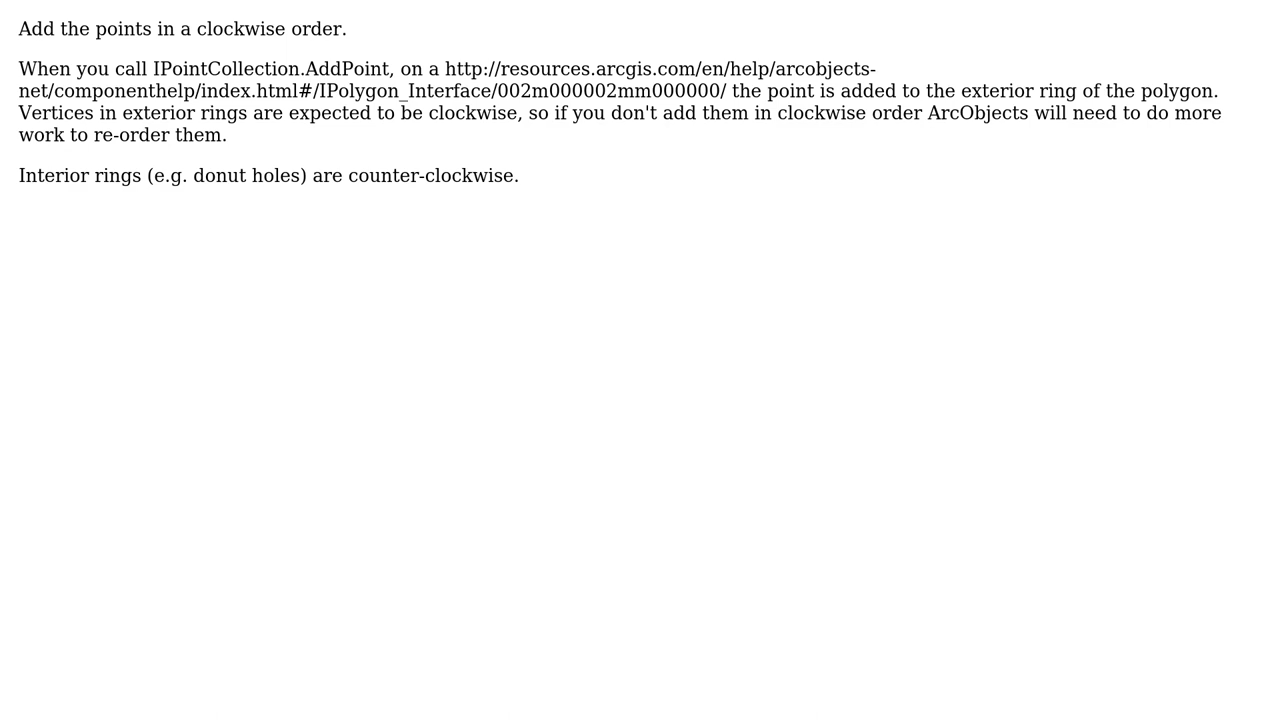 Add the points in a clockwise order.
When you call IPointCollection.AddPoint, on a http://resources.arcgis.com/en/help/arcobjects-
net/componenthelp/index.html#/IPolygon_Interface/002m000002mm000000/ the point is added to the exterior ring of the polygon.
Vertices in exterior rings are expected to be clockwise, so if you don't add them in clockwise order ArcObjects will need to do more
work to re-order them.
Interior rings (e.g. donut holes) are counter-clockwise.